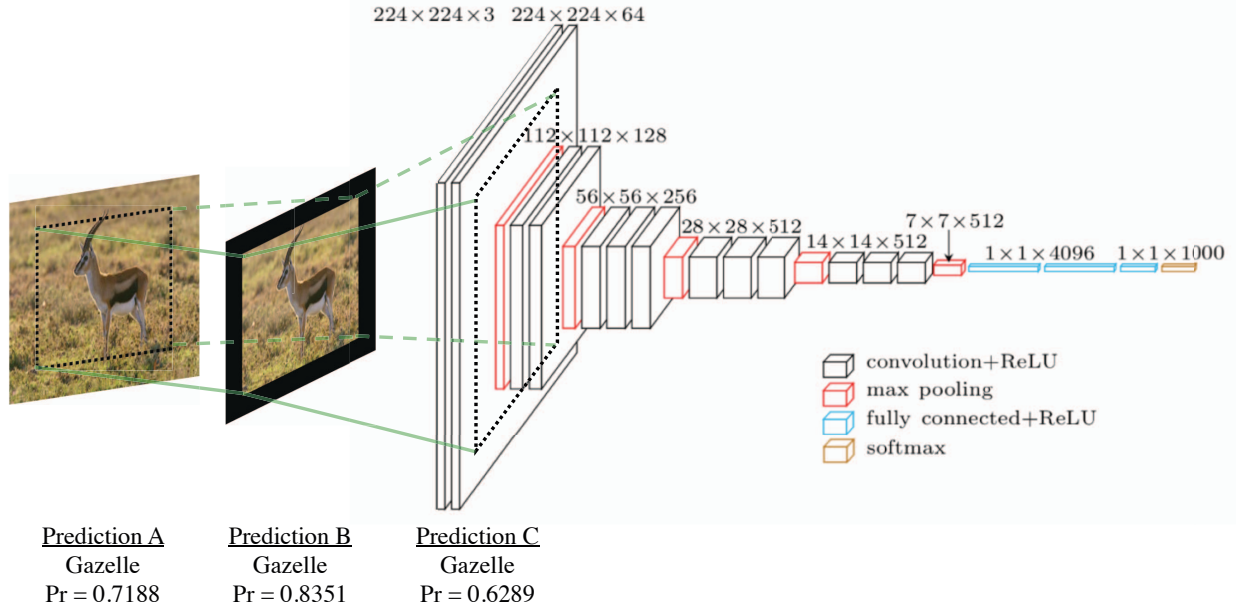 224×224×3 224×224×64
112×112×128
56×56×256
28×28×512
14×14×512
7×7×512
1×1×4096 1×1×1000
convolution+ReLU
max pooling
fully connected+ReLU
softmax
Prediction A
Gazelle
Pr = 0.7188
Prediction B
Gazelle
Pr = 0.8351
Prediction C
Gazelle
Pr = 0.6289